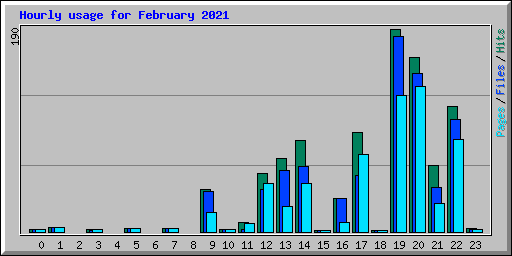 Hourly usage for February 2021
190
Pages/Files/Hits
0 1 2 3 4 5 6 7 8 9 10 11 12 13 14 15 16 17 18 19 20 21 22 23